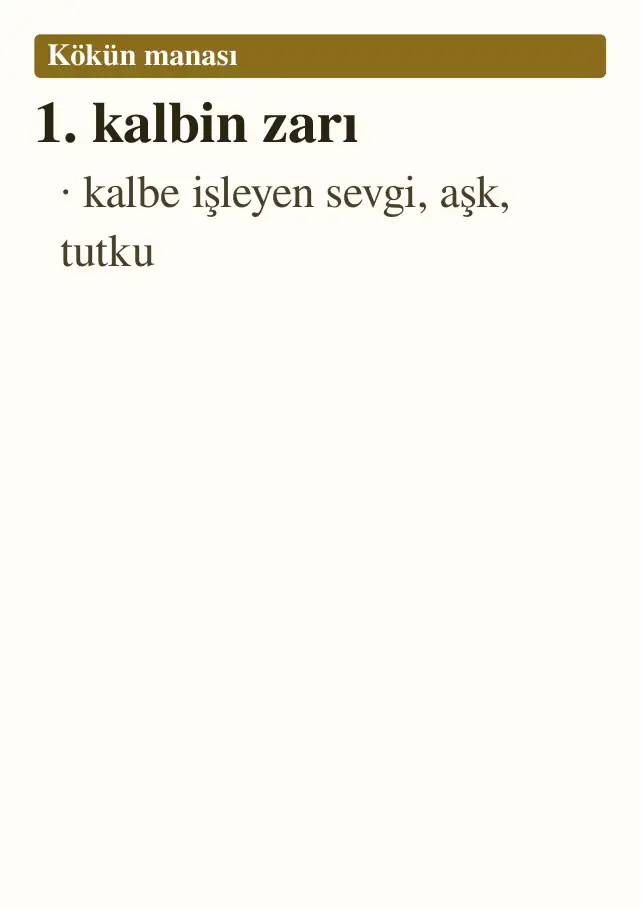 Kökün manası
1. kalbin zarı
· kalbe işleyen sevgi, aşk,
tutku